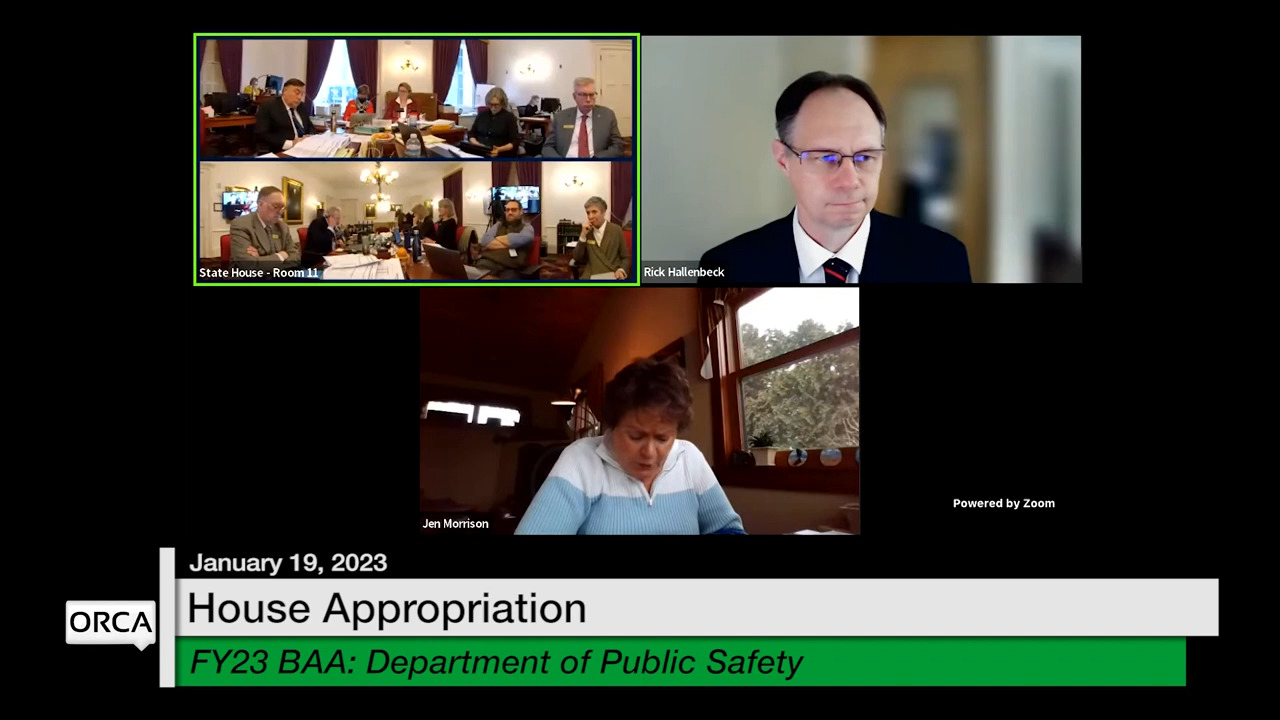 State House - Room 11
Rick Hallenbeck
Jen Morrison
Powered by Zoom
January 19, 2023
House Appropriation
ORCA
FY23 BAA: Department of Public Safety